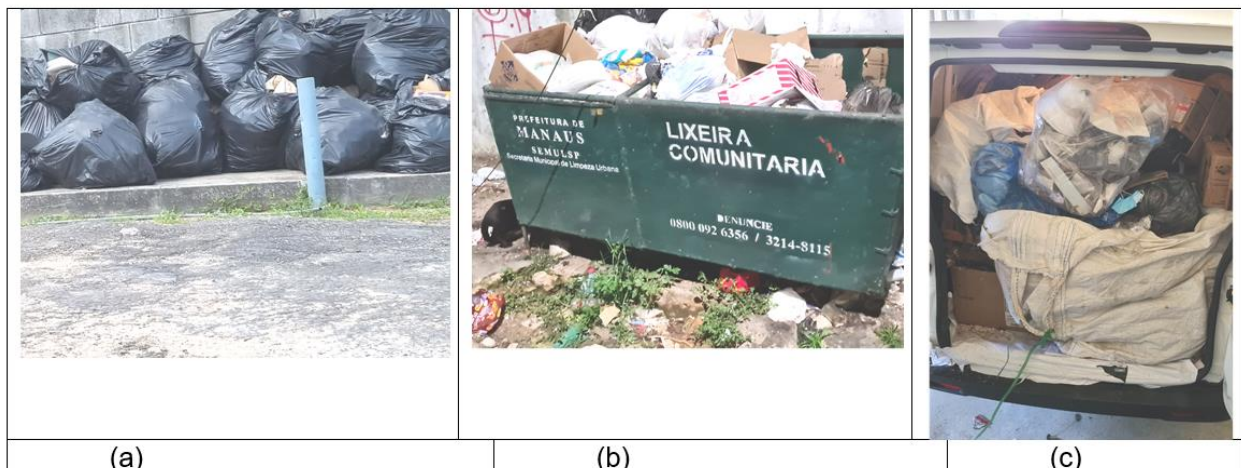 PREFEITURA DE
MANAUS
SEMULSP
Secretaria Municipal de Limpeza Urbana
LIXEIRA
COMUNITARIA
DENUNCIE
0800 092 6356 / 3214-8115
(a)
(b)
(c)